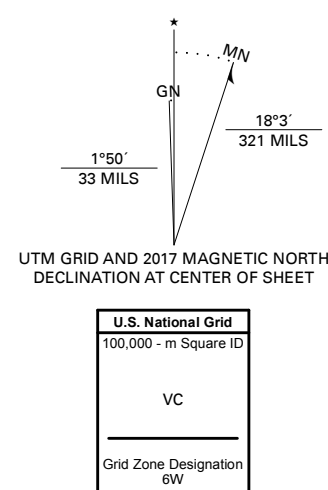 ★
MN
GN
18°3´
321 MILS
1°50´
33 MILS
UTM GRID AND 2017 MAGNETIC NORTH
DECLINATION AT CENTER OF SHEET
U.S. National Grid
100,000 - m Square ID
VC
Grid Zone Designation
6W